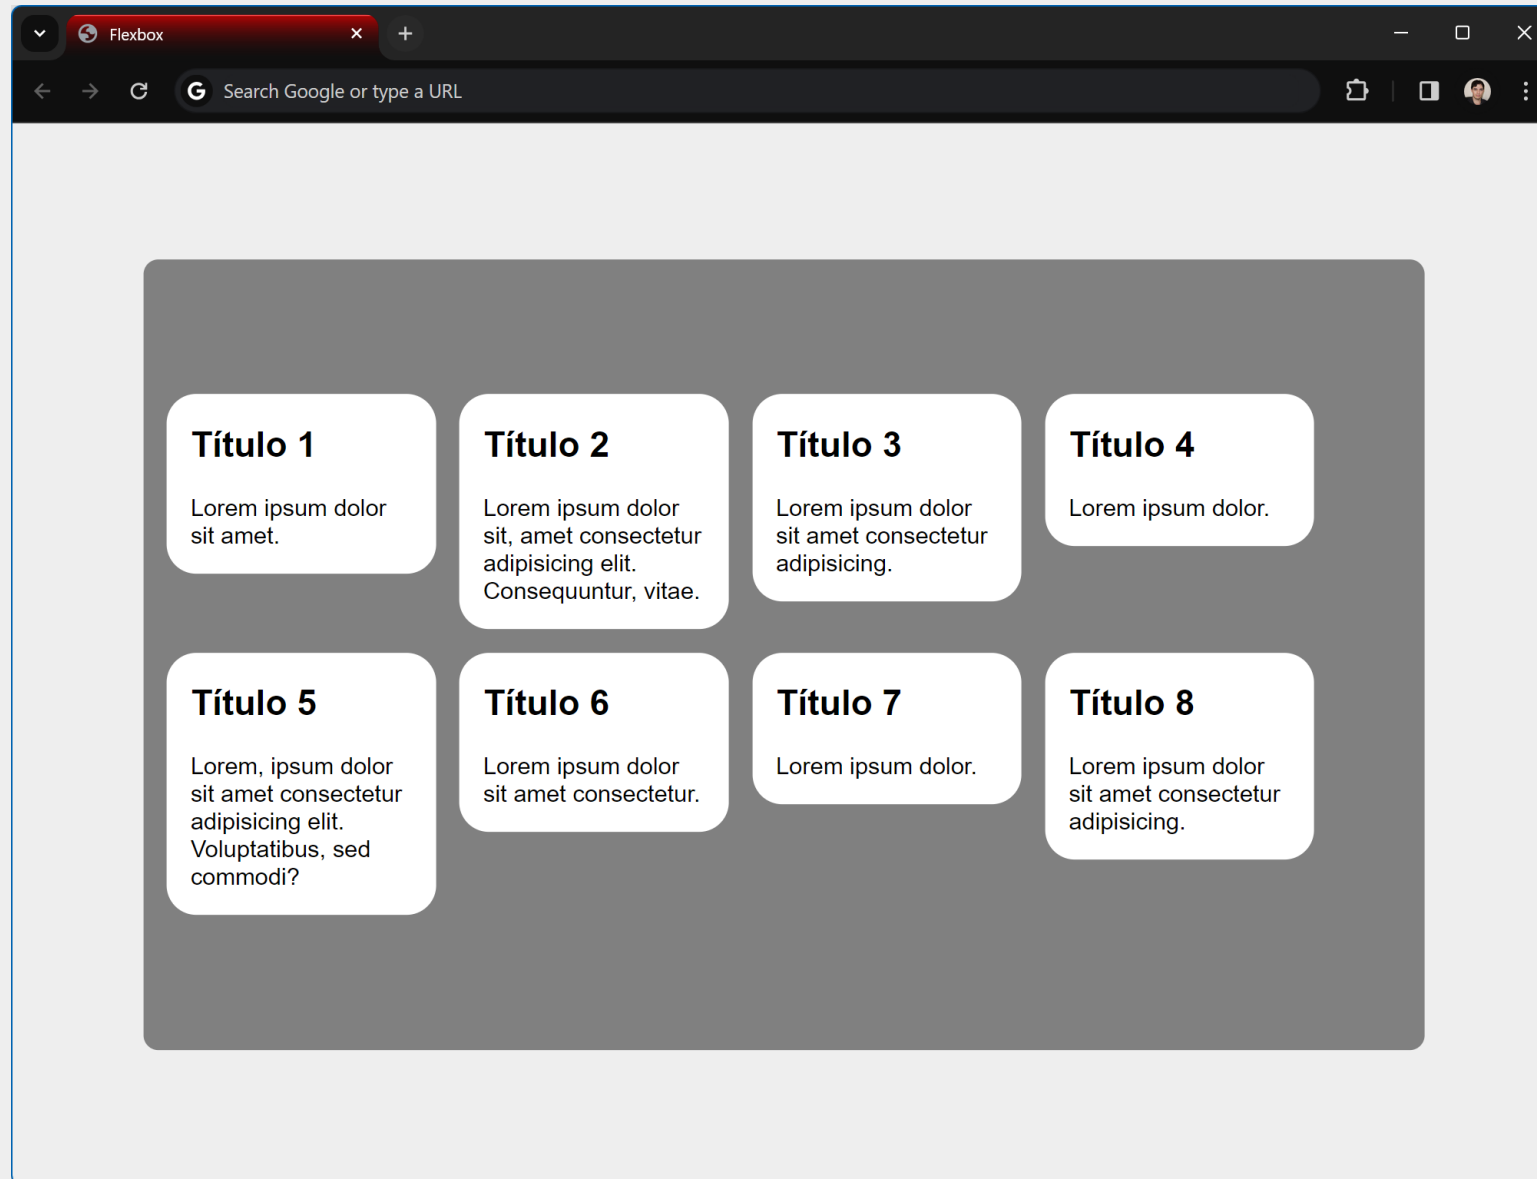 Flexbox
Search Google or type a URL
Título 1
Lorem ipsum dolor
sit amet.
Título 2
Lorem ipsum dolor
sit, amet consectetur
adipisicing elit.
Consequuntur, vitae.
Título 3
Lorem ipsum dolor
sit amet consectetur
adipisicing.
Título 4
Lorem ipsum dolor.
Título 5
Lorem, ipsum dolor
sit amet consectetur
adipisicing elit.
Voluptatibus, sed
commodi?
Título 6
Lorem ipsum dolor
sit amet consectetur.
Título 7
Lorem ipsum dolor.
Título 8
Lorem ipsum dolor
sit amet consectetur
adipisicing.